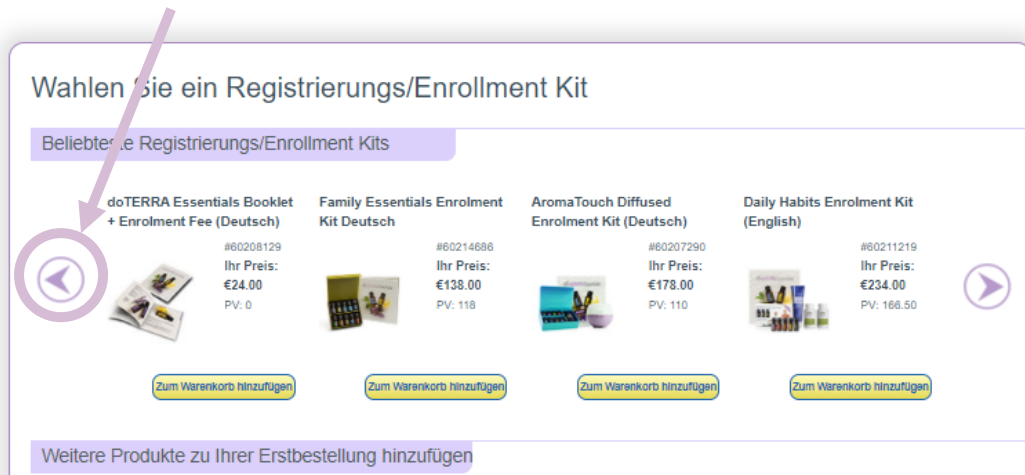 Wahlen Sie ein Registrierungs/Enrollment Kit
Beliebteste Registrierungs/Enrollment Kits
doTERRA Essentials Booklet
+ Enrolment Fee (Deutsch)
#60208129
Ihr Preis:
€24.00
PV: 0
Zum Warenkorb hinzufügen
Family Essentials Enrolment
Kit Deutsch
#60214686
Ihr Preis:
€138.00
PV: 118
Zum Warenkorb hinzufügen
AromaTouch Diffused
Enrolment Kit (Deutsch)
#60207290
Ihr Preis:
€178.00
PV: 110
Zum Warenkorb hinzufügen
Daily Habits Enrolment Kit
(English)
#60211219
Ihr Preis:
€234.00
PV: 166.50
Zum Warenkorb hinzufügen
Weitere Produkte zu Ihrer Erstbestellung hinzufügen